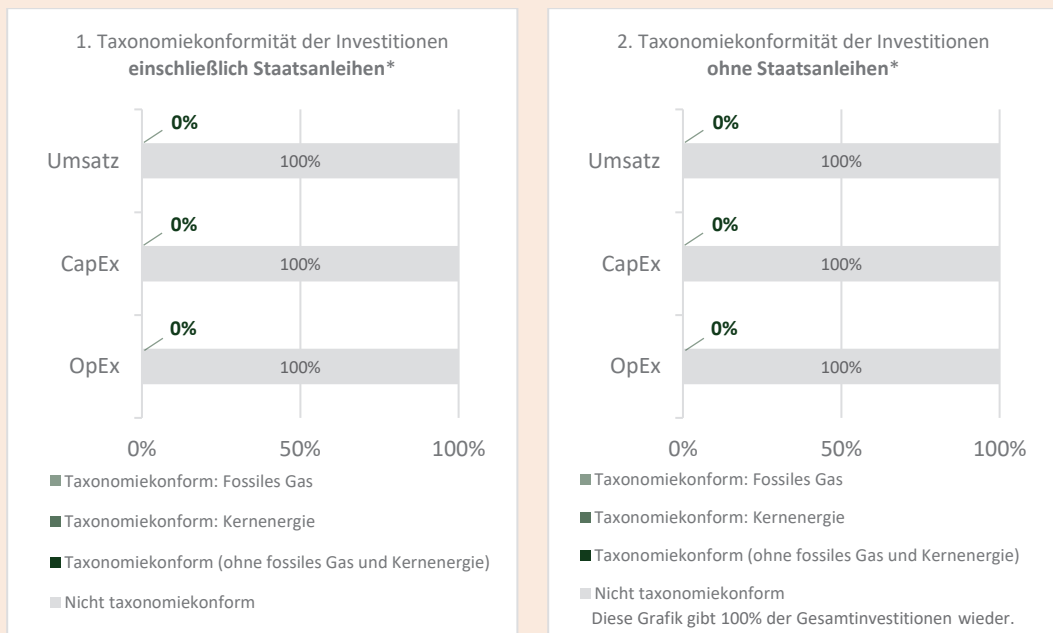 1. Taxonomiekonformität der Investitionen
einschließlich Staatsanleihen*
0%
Umsatz
100%
0%
CapEx
100%
0%
OpEx
100%
0%
50%
100%
Taxonomiekonform: Fossiles Gas
Taxonomiekonform: Kernenergie
Taxonomiekonform (ohne fossiles Gas und Kernenergie)
Nicht taxonomiekonform
2. Taxonomiekonformität der Investitionen
ohne Staatsanleihen*
0%
Umsatz
100%
0%
CapEx
100%
0%
OpEx
100%
0%
50%
100%
Taxonomiekonform: Fossiles Gas
Taxonomiekonform: Kernenergie
Taxonomiekonform (ohne fossiles Gas und Kernenergie)
Nicht taxonomiekonform
Diese Grafik gibt 100% der Gesamtinvestitionen wieder.